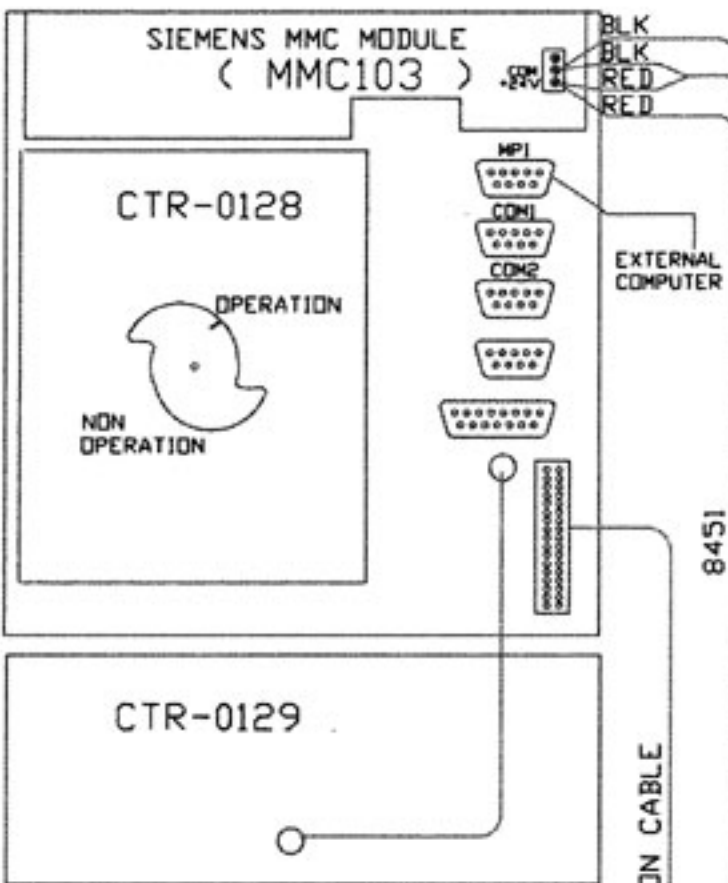 SIEMENS MMC MODULE
( MMC103 )
COM
+24V
BLK
BLK
RED
RED
MPI
COM1
COM2
EXTERNAL
COMPUTER
CTR-0128
OPERATION
NON
OPERATION
8451
CTR-0129
CABLE